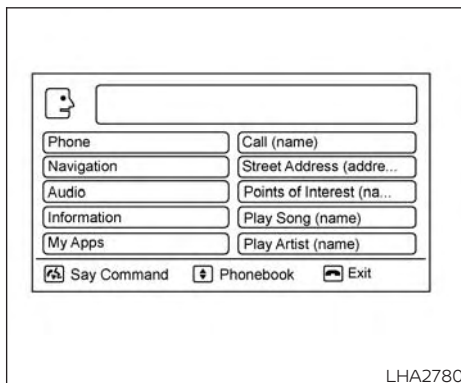 Phone
Call (name)
Navigation
Street Address (addre...
Audio
Points of Interest (na...
Information
Play Song (name)
My Apps
Play Artist (name)
Say Command Phonebook Exit
LHA2780